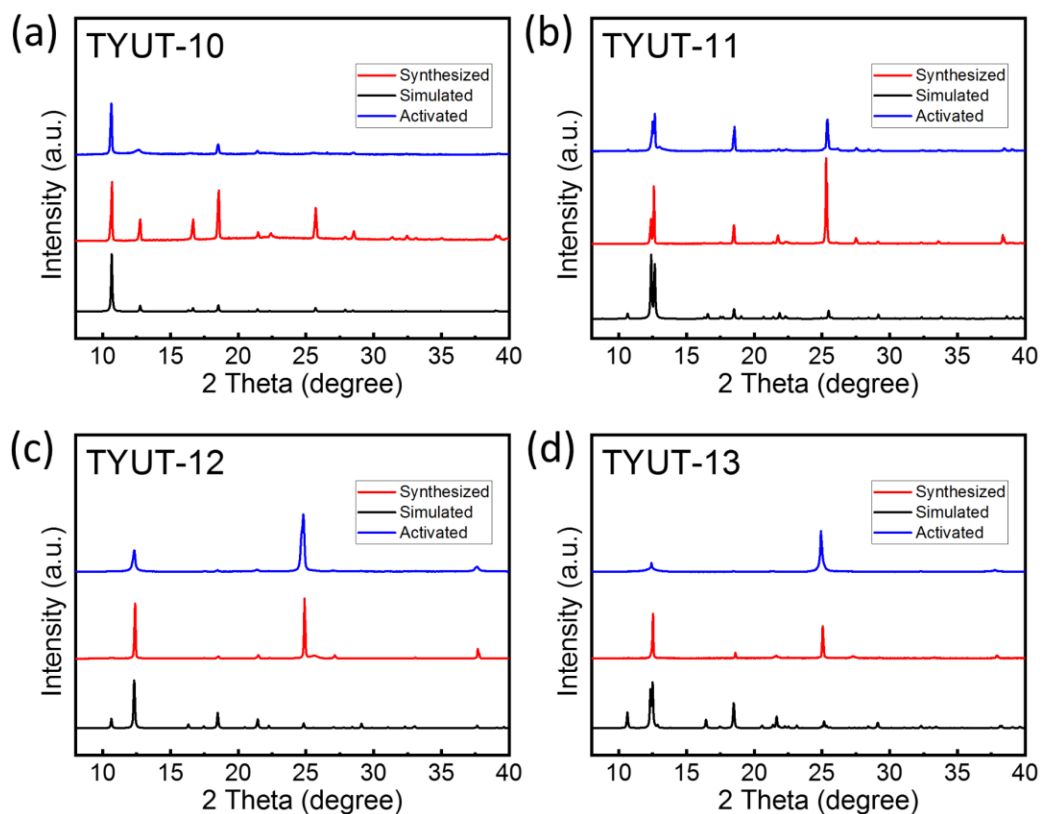 (a)
TYUT-10
Synthesized
Simulated
Activated
Intensity (a.u.)
10 15 20 25 30 35 40
2 Theta (degree)
(b)
TYUT-11
Synthesized
Simulated
Activated
Intensity (a.u.)
10 15 20 25 30 35 40
2 Theta (degree)
(c)
TYUT-12
Synthesized
Simulated
Activated
Intensity (a.u.)
10 15 20 25 30 35 40
2 Theta (degree)
(d)
TYUT-13
Synthesized
Simulated
Activated
Intensity (a.u.)
10 15 20 25 30 35 40
2 Theta (degree)